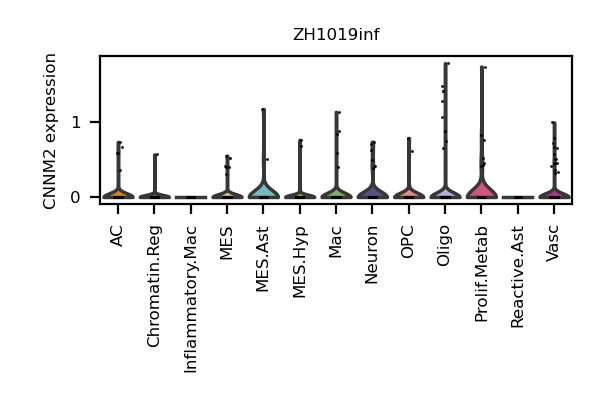 ZH1019inf
CNNM2 expression
1
0
AC
Chromatin.Reg
Inflammatory.Mac
MES
MES.Ast
MES.Hyp
Mac
Neuron
OPC
Oligo
Prolif.Metab
Reactive.Ast
Vasc